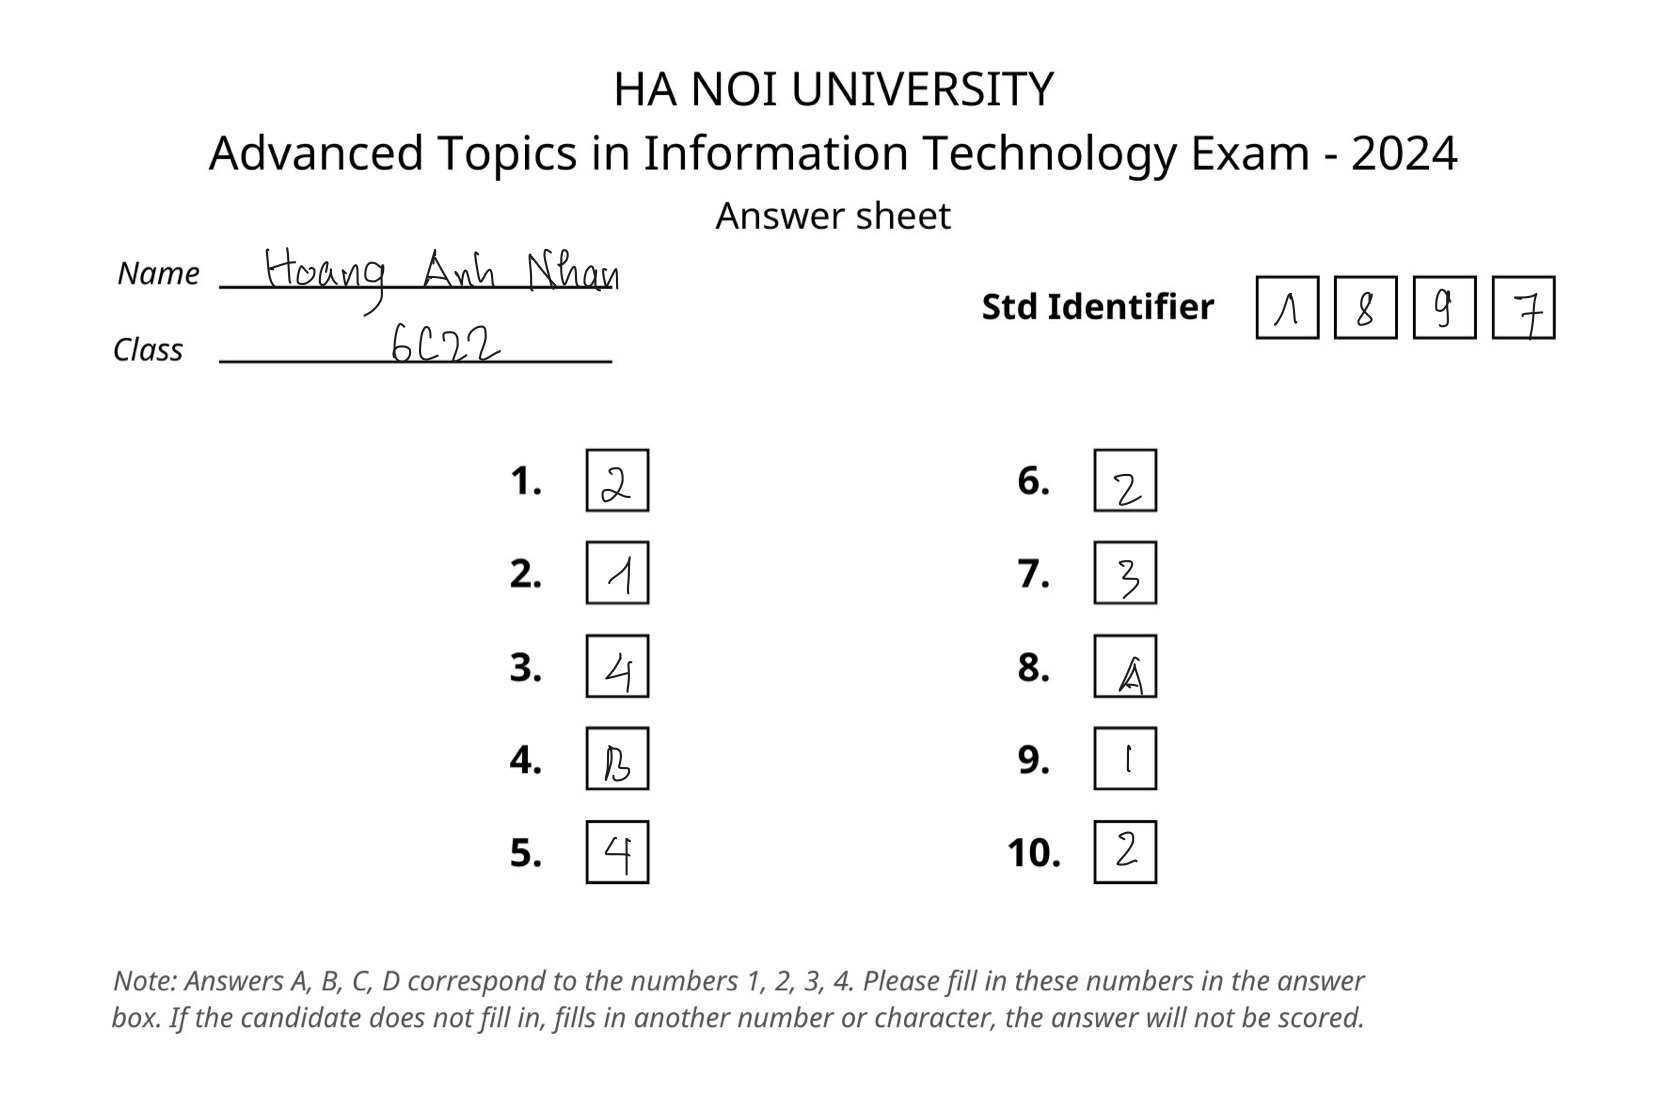 HA NOI UNIVERSITY
Advanced Topics in Information Technology Exam - 2024
Answer sheet
Name Hoang Anh Nhan
Std Identifier 1 8 9 7
Class 6C22
1. 2
2. 1
3. 4
4. B
5. 4
6. 2
7. 3
8. A
9. 1
10. 2
Note: Answers A, B, C, D correspond to the numbers 1, 2, 3, 4. Please fill in these numbers in the answer
box. If the candidate does not fill in, fills in another number or character, the answer will not be scored.